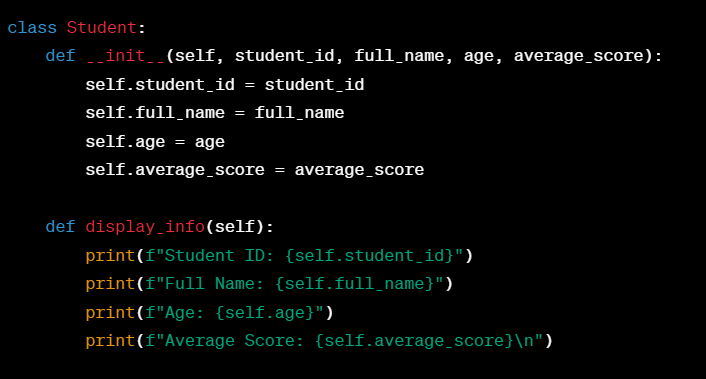 class Student:
    def __init__(self, student_id, full_name, age, average_score):
        self.student_id = student_id
        self.full_name = full_name
        self.age = age
        self.average_score = average_score

    def display_info(self):
        print(f"Student ID: {self.student_id}")
        print(f"Full Name: {self.full_name}")
        print(f"Age: {self.age}")
        print(f"Average Score: {self.average_score}\n")